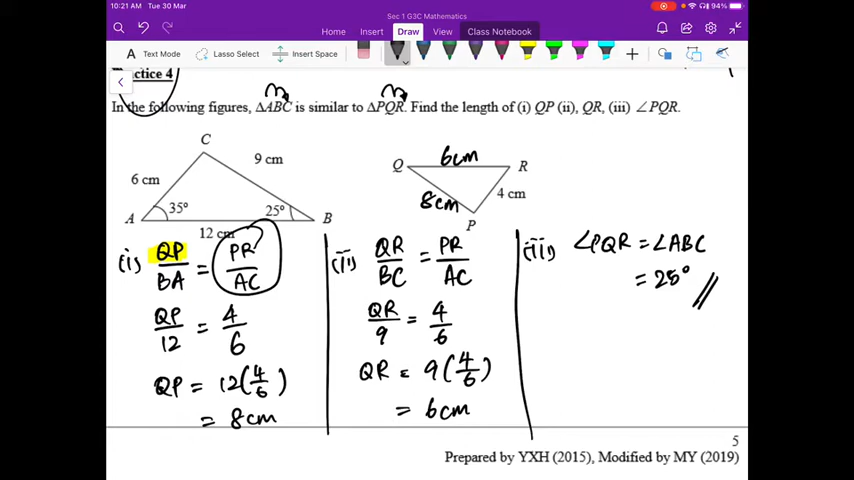 10:21 AM Tue 30 Mar
94%
Sec 1 G3C Mathematics
Home Insert Draw View Class Notebook
Text Mode Lasso Select Insert Space
ctice 4
In the following figures, ΔABC is similar to ΔPQR. Find the length of (i) QP (ii), QR, (iii) ∠PQR.
C
9 cm
6 cm
35°
25°
A
B
12 cm
6cm
Q
R
8cm
4 cm
P
(i) QP/BA = PR/AC
QP/12 = 4/6
QP = 12(4/6)
= 8cm
(ii) QR/BC = PR/AC
QR/9 = 4/6
QR = 9(4/6)
= 6cm
(iii) ∠PQR = ∠ABC
= 25°
5
Prepared by YXH (2015), Modified by MY (2019)